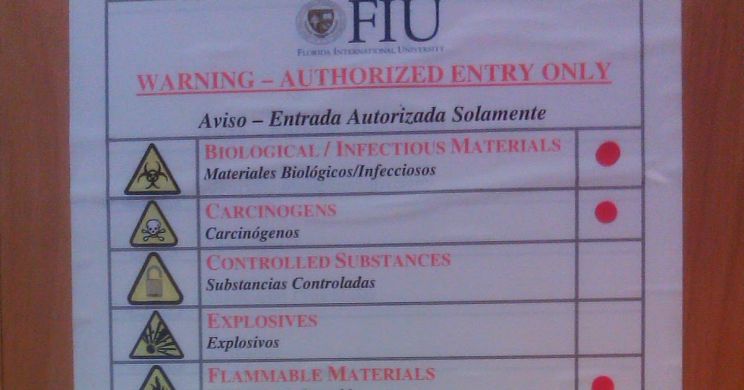 FIU
FLORIDA INTERNATIONAL UNIVERSITY
WARNING – AUTHORIZED ENTRY ONLY
Aviso – Entrada Autorizada Solamente
BIOLOGICAL / INFECTIOUS MATERIALS
Materiales Biológicos/Infecciosos
CARCINOGENS
Carcinógenos
CONTROLLED SUBSTANCES
Substancias Controladas
EXPLOSIVES
Explosivos
FLAMMABLE MATERIALS